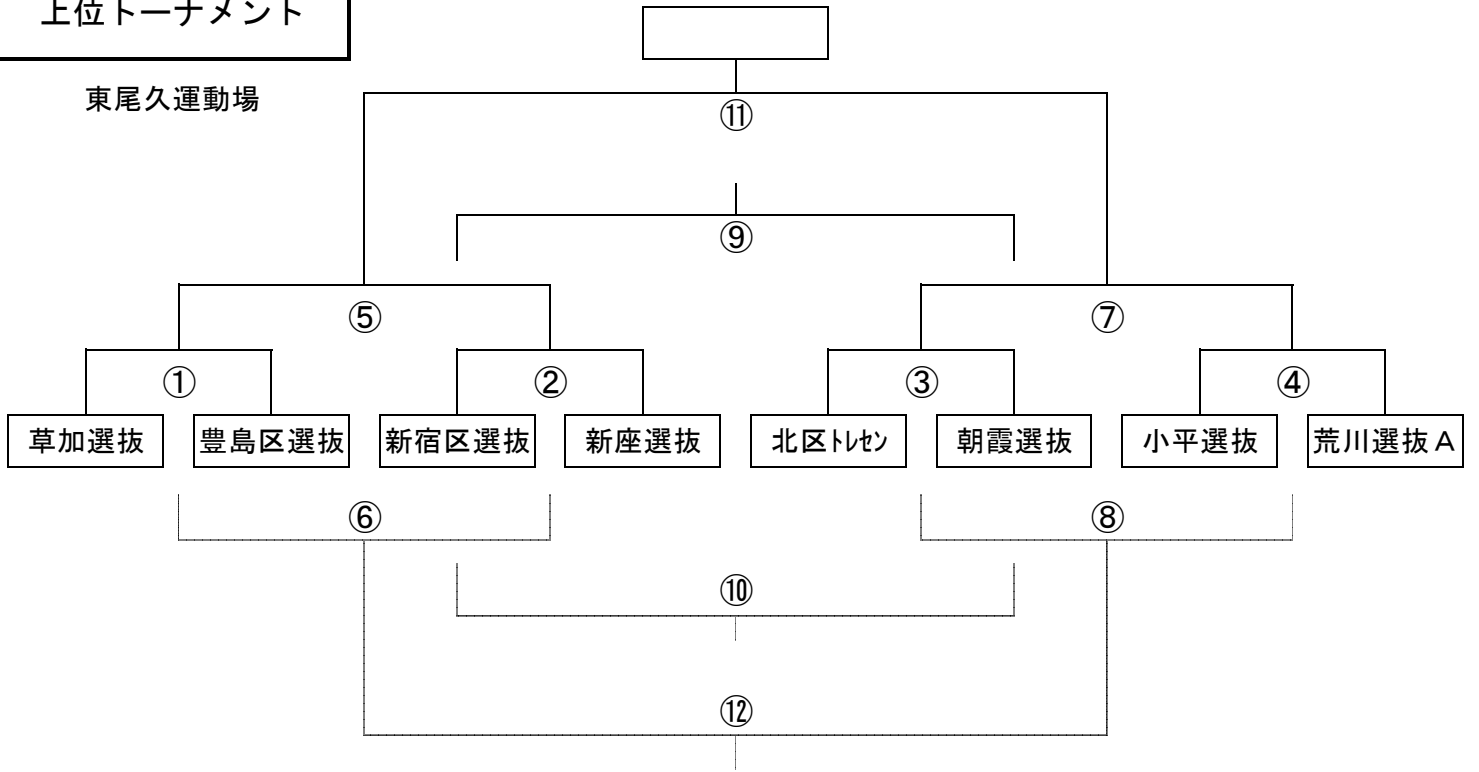 上位トーナメント
東尾久運動場
⑪
⑨
⑤
⑦
①
②
③
④
草加選抜
豊島区選抜
新宿区選抜
新座選抜
北区ﾄﾚｾﾝ
朝霞選抜
小平選抜
荒川選抜A
⑥
⑧
⑩
⑫